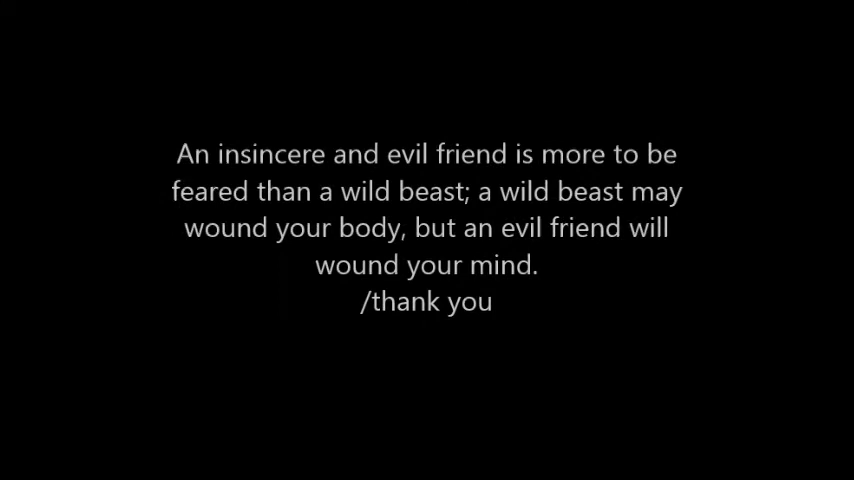 An insincere and evil friend is more to be
feared than a wild beast; a wild beast may
wound your body, but an evil friend will
wound your mind.
/thank you